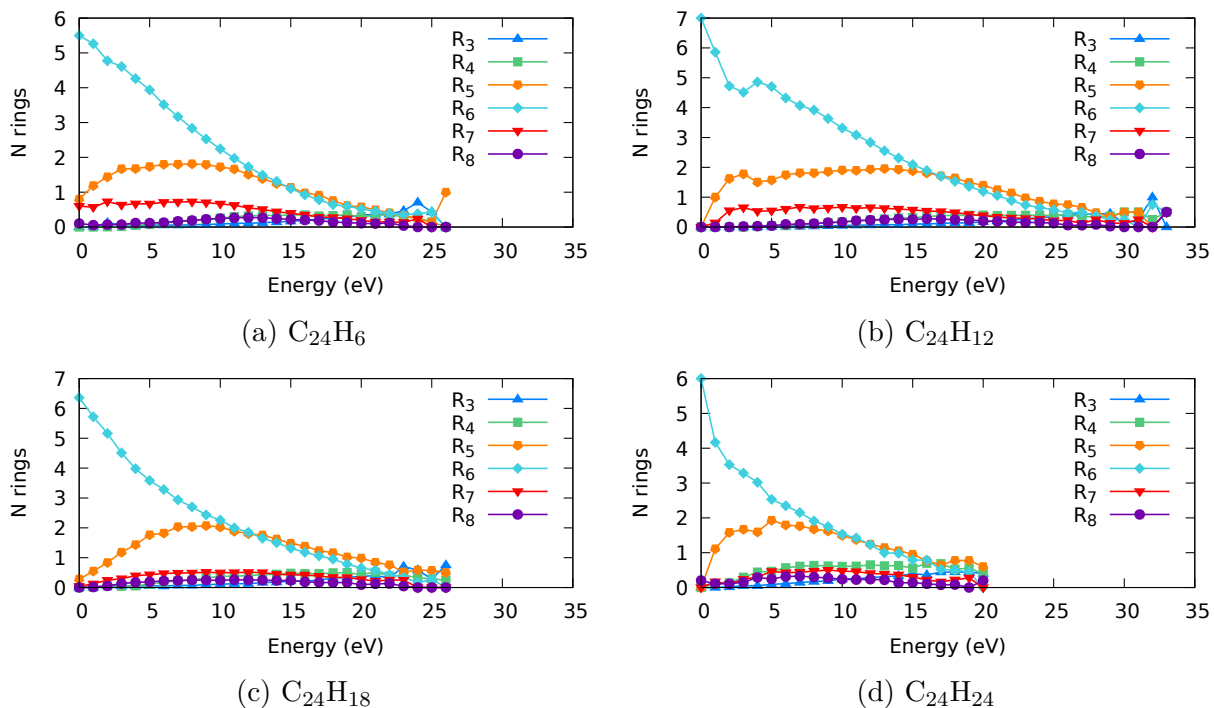 N rings
6
5
4
3
2
1
0
0 5 10 15 20 25 30 35
Energy (eV)
R3
R4
R5
R6
R7
R8
(a) C24H6
N rings
7
6
5
4
3
2
1
0
0 5 10 15 20 25 30 35
Energy (eV)
R3
R4
R5
R6
R7
R8
(b) C24H12
N rings
7
6
5
4
3
2
1
0
0 5 10 15 20 25 30 35
Energy (eV)
R3
R4
R5
R6
R7
R8
(c) C24H18
N rings
6
5
4
3
2
1
0
0 5 10 15 20 25 30 35
Energy (eV)
R3
R4
R5
R6
R7
R8
(d) C24H24